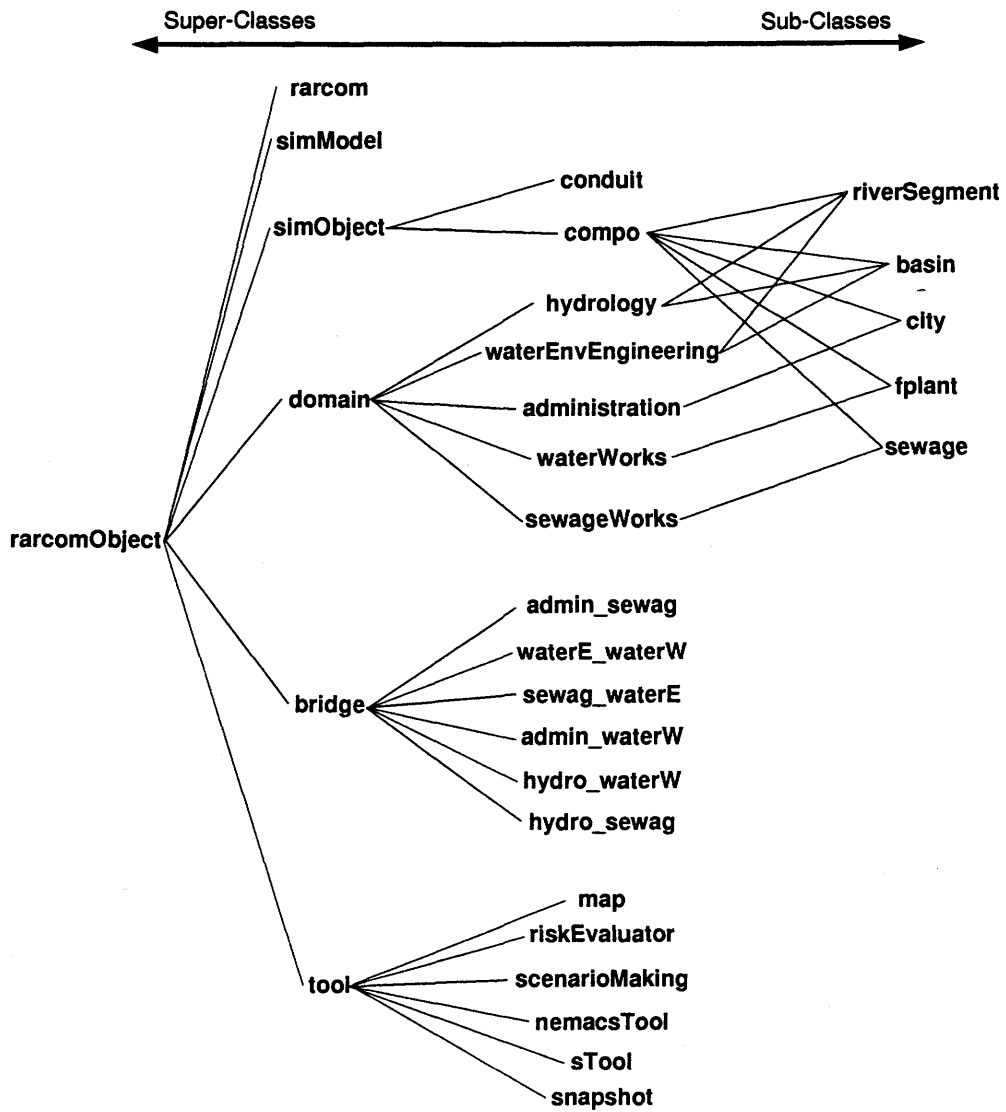 Super-Classes
Sub-Classes
rarcom
simModel
simObject
conduit
compo
riverSegment
basin
city
fplant
sewage
domain
hydrology
waterEnvEngineering
administration
waterWorks
sewageWorks
rarcomObject
bridge
admin_sewag
waterE_waterW
sewag_waterE
admin_waterW
hydro_waterW
hydro_sewag
tool
map
riskEvaluator
scenarioMaking
nemacsTool
sTool
snapshot